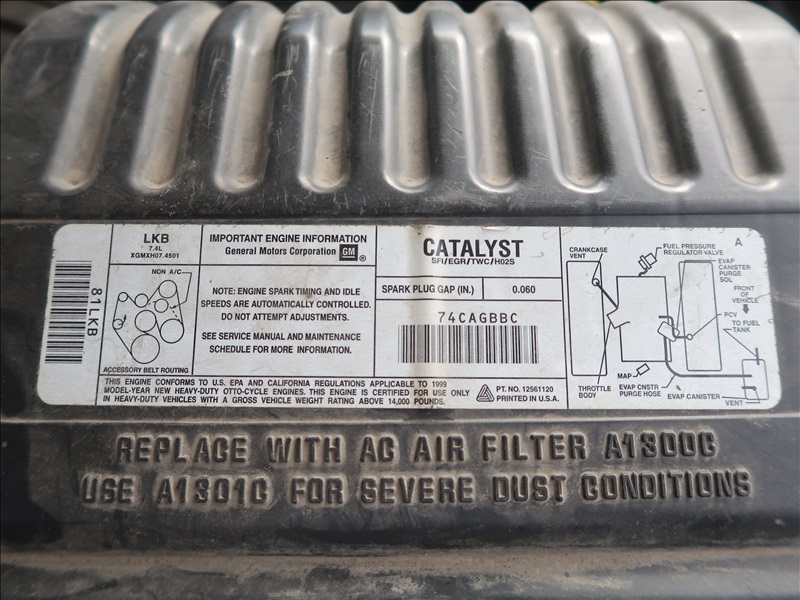 81LKB
LKB
7.4L
XGMXH07.4501
NON A/C
ACCESSORY BELT ROUTING
IMPORTANT ENGINE INFORMATION
General Motors Corporation GM ®
NOTE: ENGINE SPARK TIMING AND IDLE
SPEEDS ARE AUTOMATICALLY CONTROLLED.
DO NOT ATTEMPT ADJUSTMENTS.
SEE SERVICE MANUAL AND MAINTENANCE
SCHEDULE FOR MORE INFORMATION.
CATALYST
SFI/EGR/TWC/HO2S
SPARK PLUG GAP (IN.) 0.060
74CAGBBC
CRANKCASE
VENT
FUEL PRESSURE
REGULATOR VALVE
A
EVAP
CANISTER
PURGE
SOL
FRONT OF
VEHICLE
PCV
TO FUEL
TANK
MAP
THROTTLE
BODY
EVAP CNSTR
PURGE HOSE
EVAP CANISTER
VENT
THIS ENGINE CONFORMS TO U.S. EPA AND CALIFORNIA REGULATIONS APPLICABLE TO 1999
MODEL-YEAR NEW HEAVY-DUTY OTTO-CYCLE ENGINES. THIS ENGINE IS CERTIFIED FOR USE ONLY
IN HEAVY-DUTY VEHICLES WITH A GROSS VEHICLE WEIGHT RATING ABOVE 14,000 POUNDS.
PT. NO. 12561120
PRINTED IN U.S.A.
REPLACE WITH AC AIR FILTER A1300C
USE A1301C FOR SEVERE DUST CONDITIONS